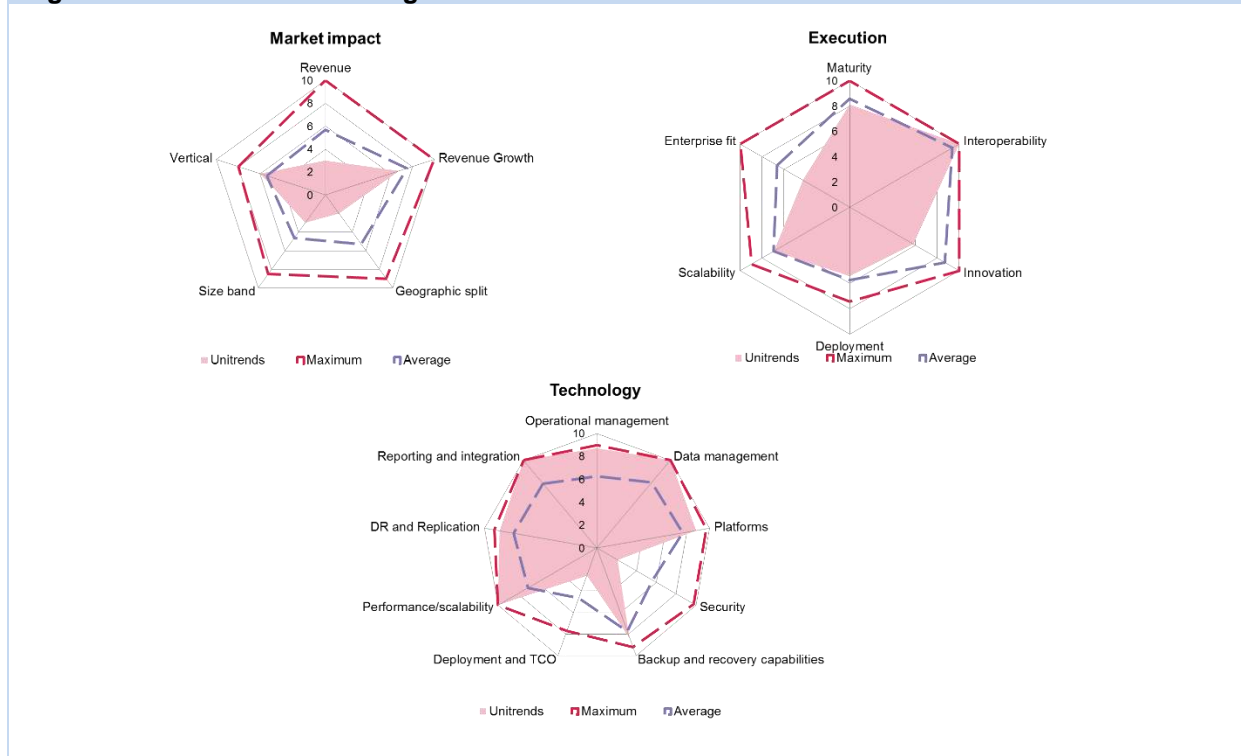 Market impact
Revenue
10
8
6
4
2
0
Vertical
Revenue Growth
Size band
Geographic split
Unitrends Maximum Average
Execution
Maturity
10
8
6
4
2
0
Enterprise fit
Interoperability
Scalability
Innovation
Deployment
Unitrends Maximum Average
Technology
Operational management
10
8
6
4
2
0
Reporting and integration
Data management
DR and Replication
Platforms
Performance/scalability
Security
Deployment and TCO
Backup and recovery capabilities
Unitrends Maximum Average